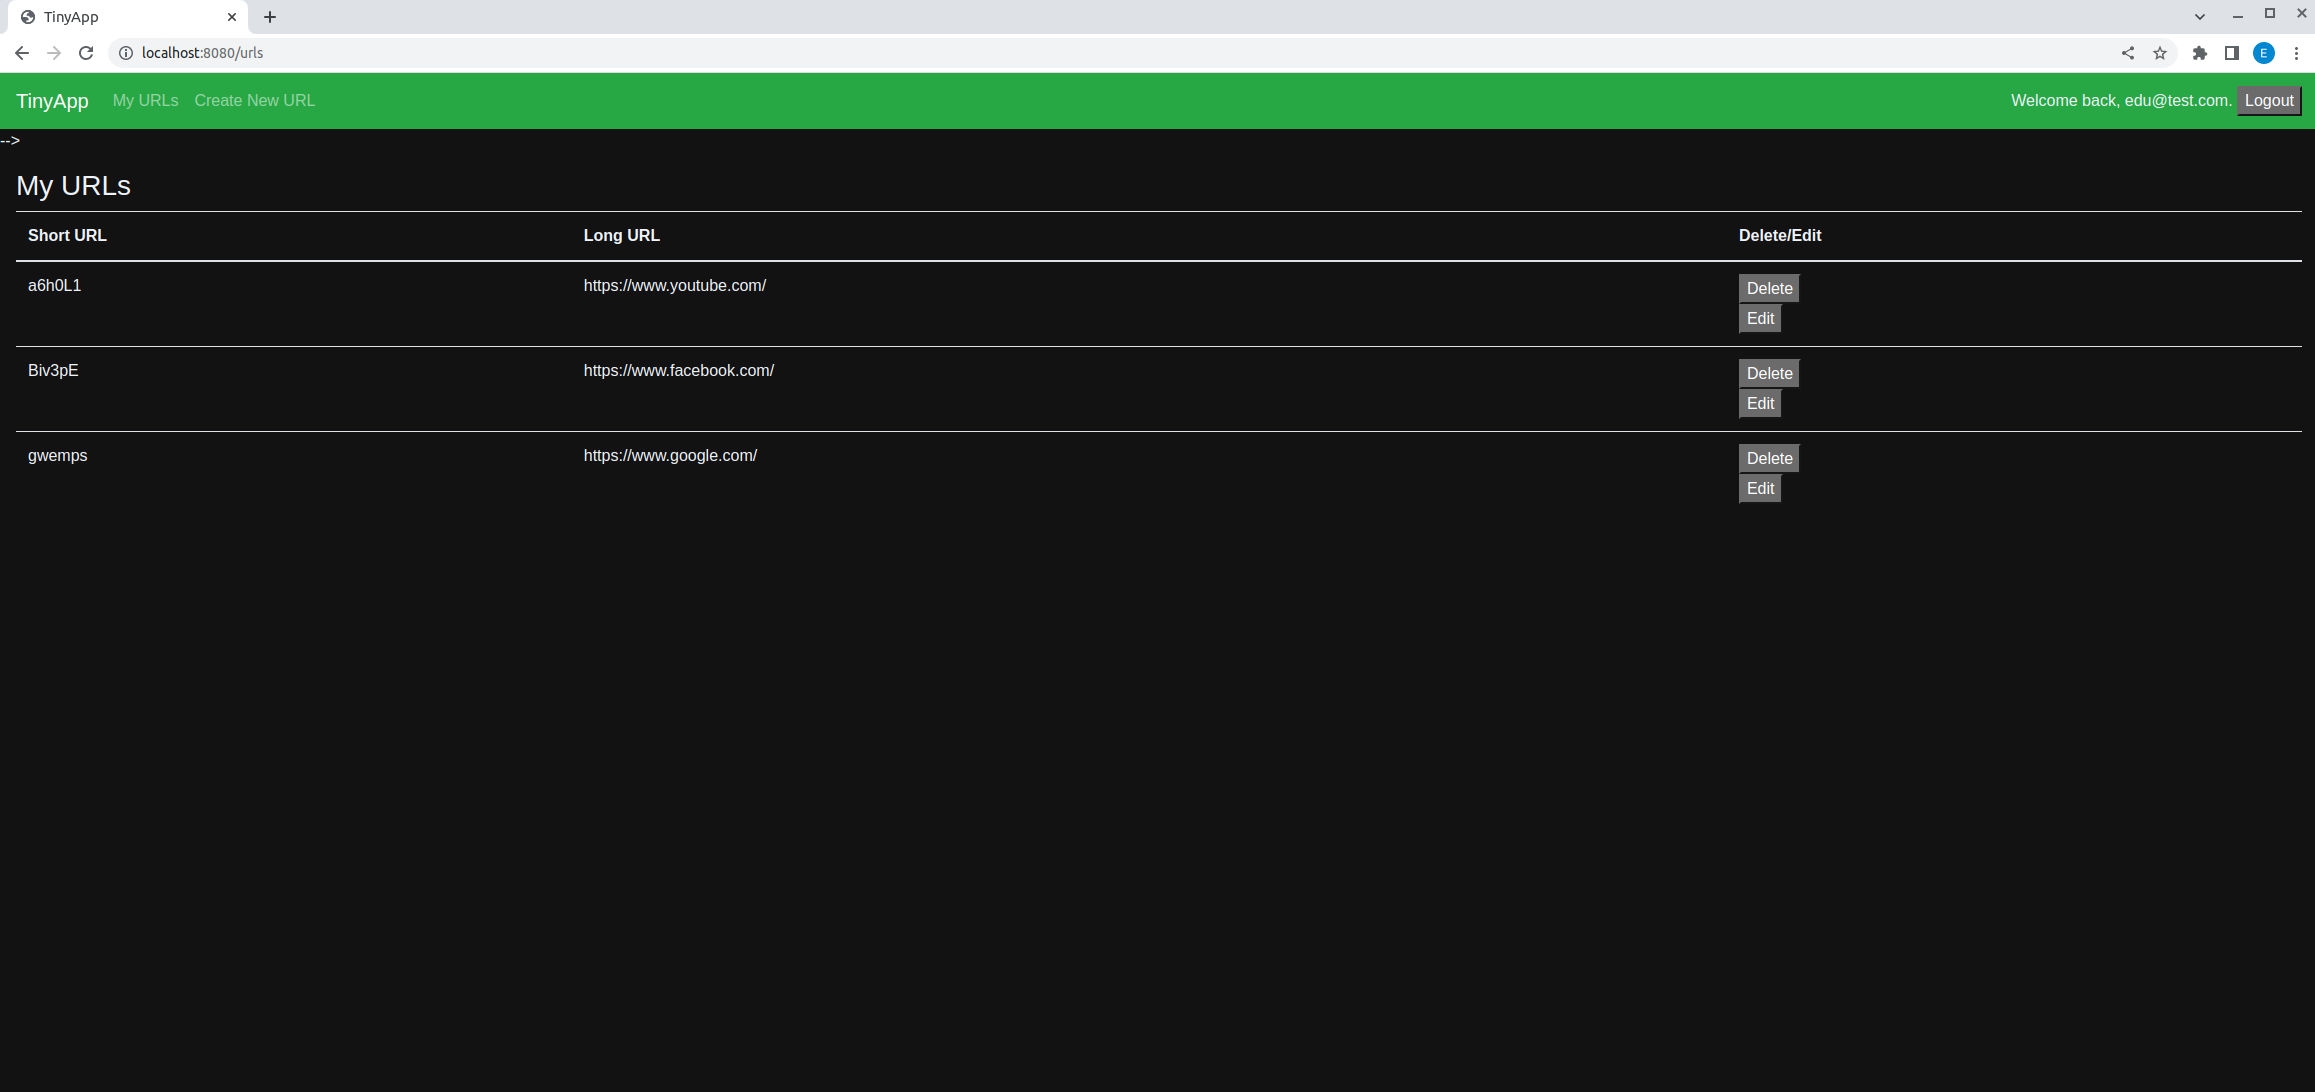 TinyApp
localhost:8080/urls
E
TinyApp My URLs Create New URL Welcome back, edu@test.com. Logout
-->
My URLs
Short URL Long URL Delete/Edit
a6h0L1 https://www.youtube.com/ Delete
Edit
Biv3pE https://www.facebook.com/ Delete
Edit
gwemps https://www.google.com/ Delete
Edit